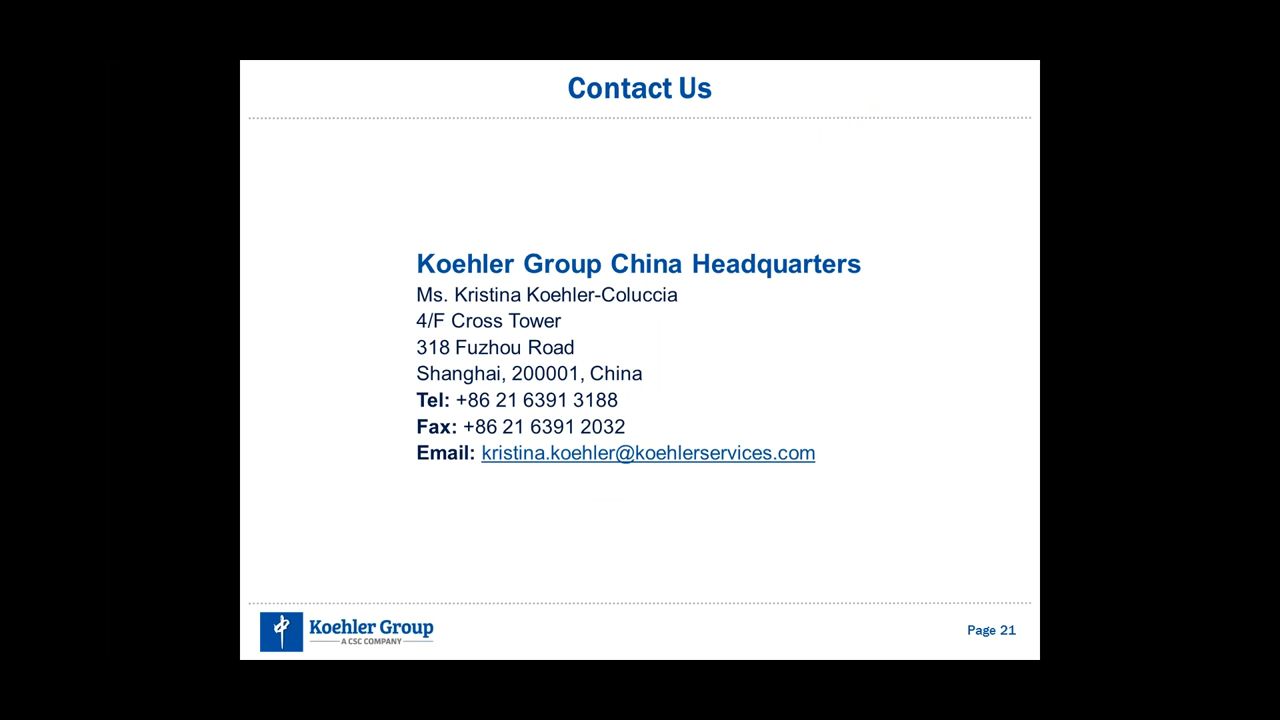 Contact Us
Koehler Group China Headquarters
Ms. Kristina Koehler-Coluccia
4/F Cross Tower
318 Fuzhou Road
Shanghai, 200001, China
Tel: +86 21 6391 3188
Fax: +86 21 6391 2032
Email: kristina.koehler@koehlerservices.com
中
Koehler Group
A CSC COMPANY
Page 21